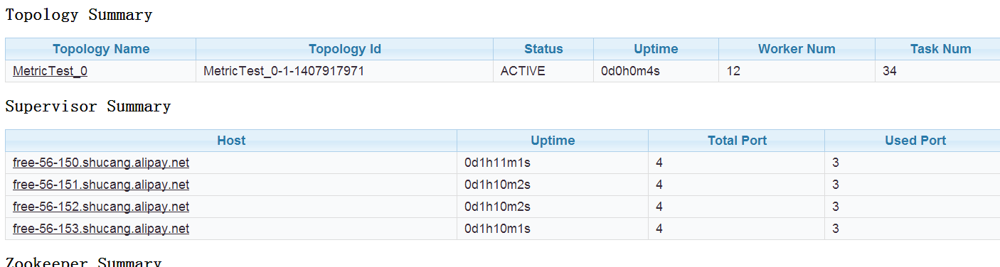 Topology Summary
Topology Name Topology Id Status Uptime Worker Num Task Num
MetricTest_0 MetricTest_0-1-1407917971 ACTIVE 0d0h0m4s 12 34
Supervisor Summary
Host Uptime Total Port Used Port
free-56-150.shucang.alipay.net 0d1h11m1s 4 3
free-56-151.shucang.alipay.net 0d1h10m2s 4 3
free-56-152.shucang.alipay.net 0d1h10m2s 4 3
free-56-153.shucang.alipay.net 0d1h10m1s 4 3
Zookeeper Summary